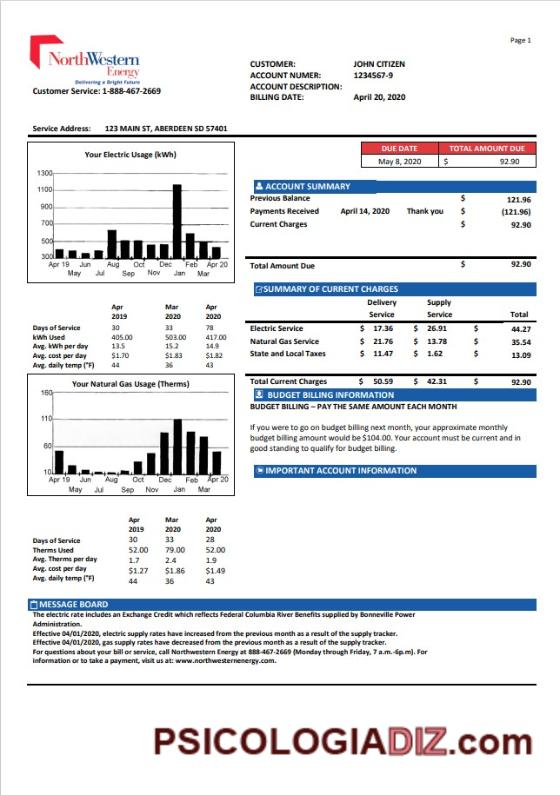 Page 1
NorthWestern
Energy
Delivering a Bright Future
Customer Service: 1-888-467-2669
CUSTOMER: JOHN CITIZEN
ACCOUNT NUMER: 1234567-9
ACCOUNT DESCRIPTION:
BILLING DATE: April 20, 2020
Service Address: 123 MAIN ST, ABERDEEN SD 57401
DUE DATE TOTAL AMOUNT DUE
May 8, 2020 $ 92.90
Your Electric Usage (kWh)
1300
1100
900
700
500
300
Apr 19 Jun Aug Oct Dec Feb Apr 20
May Jul Sep Nov Jan Mar
ACCOUNT SUMMARY
Previous Balance $ 121.96
Payments Received April 14, 2020 Thank you $ (121.96)
Current Charges $ 92.90
Total Amount Due $ 92.90
SUMMARY OF CURRENT CHARGES
Delivery Supply
Service Service Total
Electric Service $ 17.36 $ 26.91 $ 44.27
Natural Gas Service $ 21.76 $ 13.78 $ 35.54
State and Local Taxes $ 11.47 $ 1.62 $ 13.09
Total Current Charges $ 50.59 $ 42.31 $ 92.90
Apr Mar Apr
2019 2020 2020
Days of Service 30 33 78
kWh Used 405.00 503.00 417.00
Avg. kWh per day 13.5 15.2 14.9
Avg. cost per day $1.70 $1.83 $1.82
Avg. daily temp (°F) 44 36 43
BUDGET BILLING INFORMATION
BUDGET BILLING – PAY THE SAME AMOUNT EACH MONTH
If you were to go on budget billing next month, your approximate monthly
budget billing amount would be $104.00. Your account must be current and in
good standing to qualify for budget billing.
IMPORTANT ACCOUNT INFORMATION
Your Natural Gas Usage (Therms)
160
110
60
10
Apr 19 Jun Aug Oct Dec Feb Apr 20
May Jul Sep Nov Jan Mar
Apr Mar Apr
2019 2020 2020
Days of Service 30 33 28
Therms Used 52.00 79.00 52.00
Avg. Therms per day 1.7 2.4 1.9
Avg. cost per day $1.27 $1.86 $1.49
Avg. daily temp (°F) 44 36 43
MESSAGE BOARD
The electric rate includes an Exchange Credit which reflects Federal Columbia River Benefits supplied by Bonneville Power
Administration.
Effective 04/01/2020, electric supply rates have increased from the previous month as a result of the supply tracker.
Effective 04/01/2020, gas supply rates have decreased from the previous month as a result of the supply tracker.
For questions about your bill or service, call Northwestern Energy at 888-467-2669 (Monday through Friday, 7 a.m.-6p.m). For
information or to take a payment, visit us at: www.northwesternenergy.com.
PSICOLOGIADIZ.com